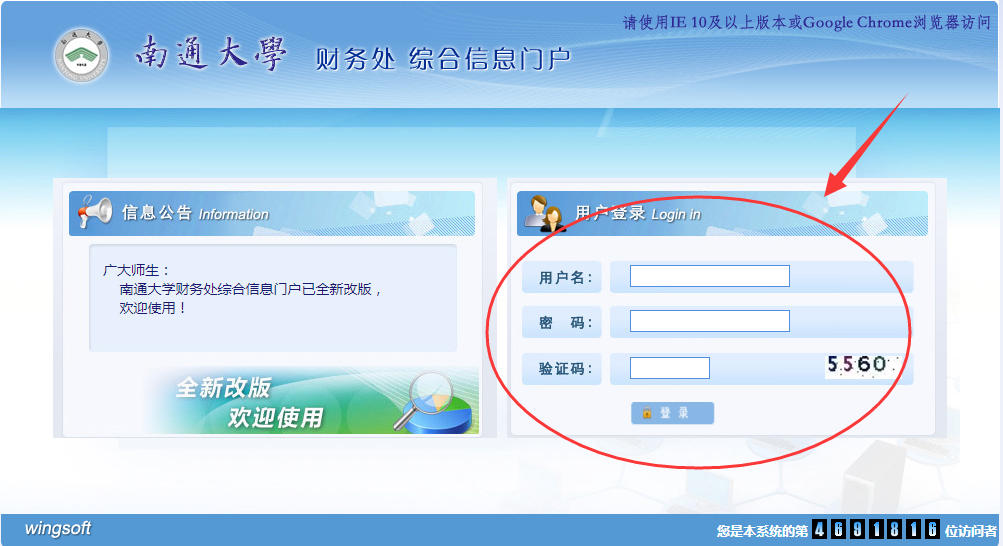 请使用IE 10及以上版本或Google Chrome浏览器访问
南通大學 财务处 综合信息门户
信息公告 Information
广大师生：
南通大学财务处综合信息门户已全新改版，
欢迎使用！
全新改版
欢迎使用
用户登录 Login in
用户名：
密 码：
验证码：
5560
登 录
wingsoft
您是本系统的第 4691816 位访问者